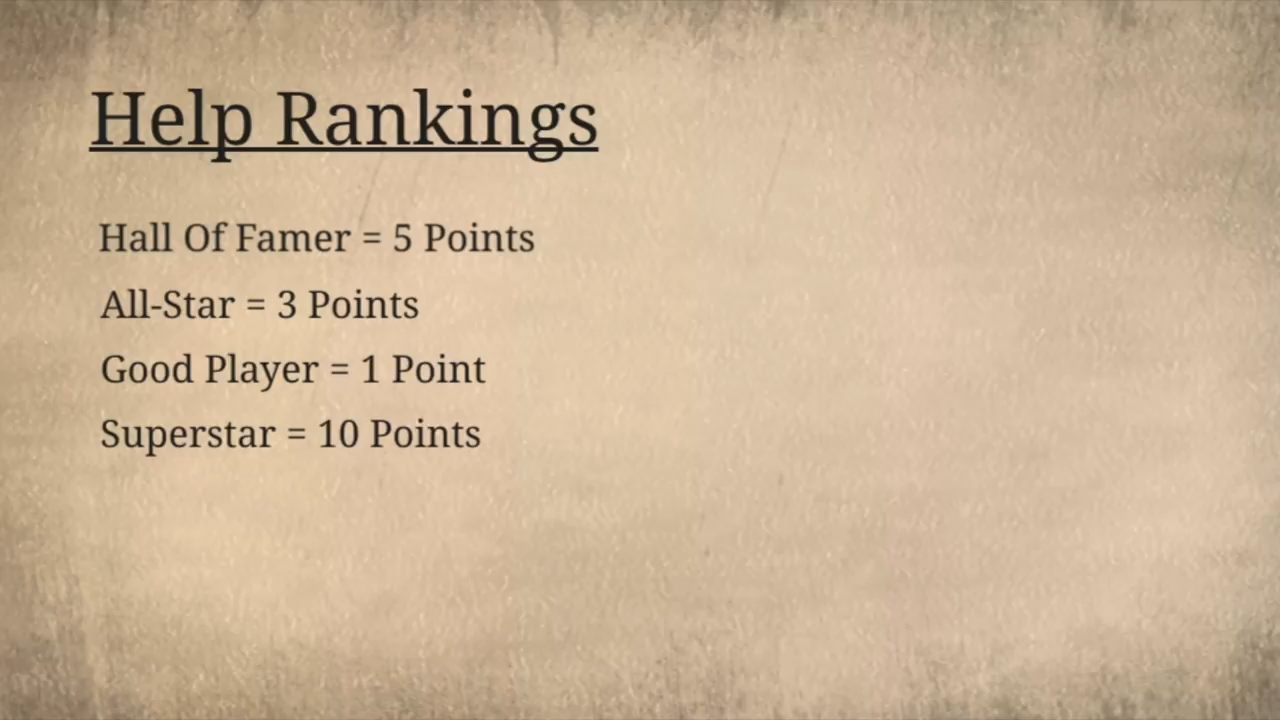 Help Rankings
Hall Of Famer = 5 Points
All-Star = 3 Points
Good Player = 1 Point
Superstar = 10 Points